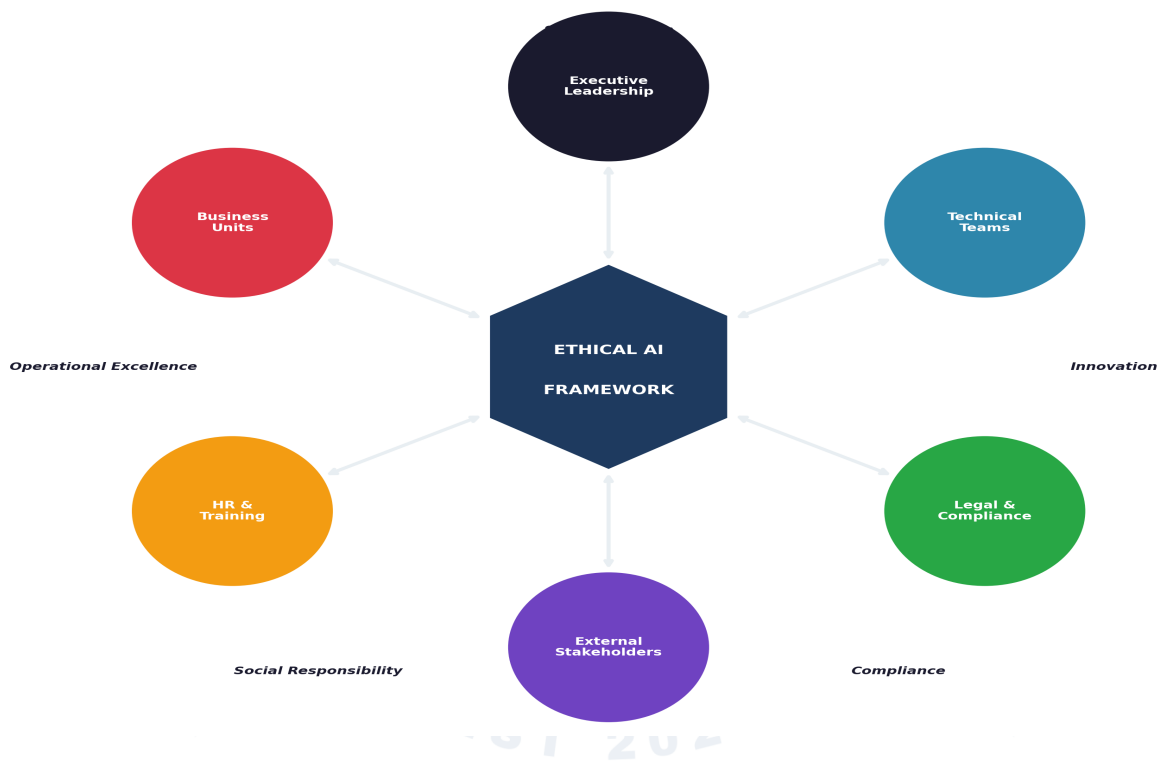 Executive
Leadership
Business
Units
Technical
Teams
ETHICAL AI
FRAMEWORK
Operational Excellence
Innovation
HR &
Training
Legal &
Compliance
External
Stakeholders
Social Responsibility
Compliance